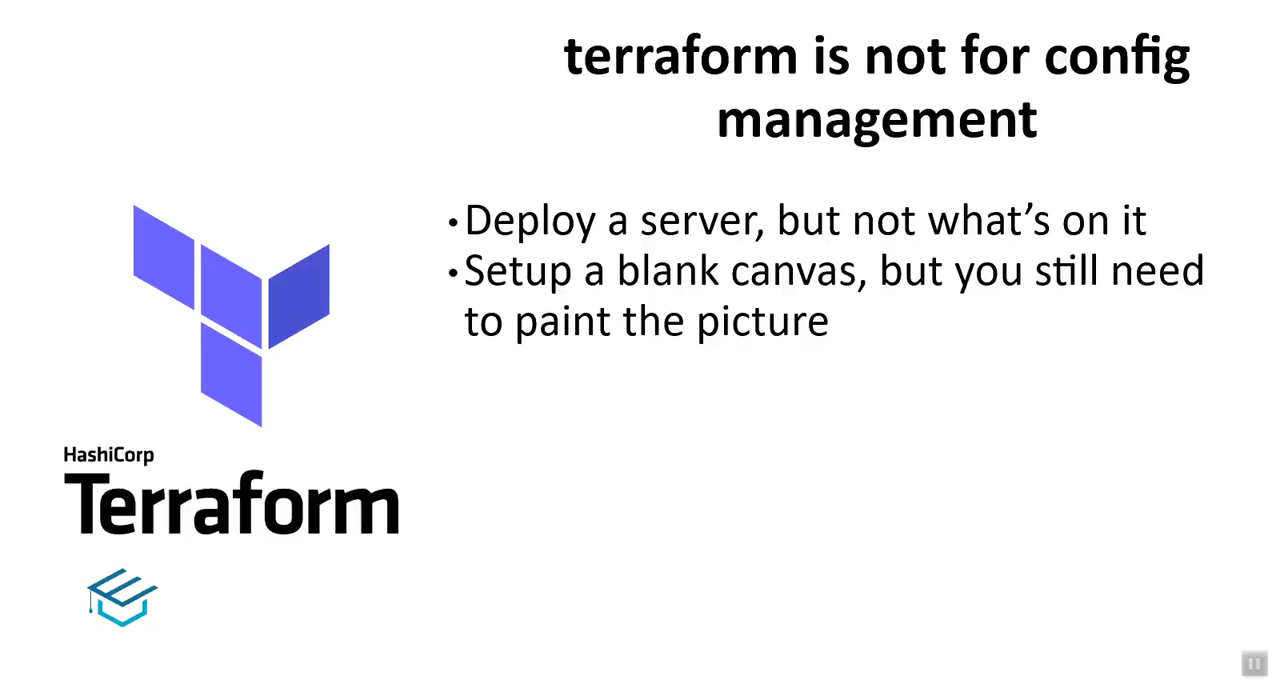 terraform is not for config
management
• Deploy a server, but not what’s on it
• Setup a blank canvas, but you still need
to paint the picture
HashiCorp
Terraform